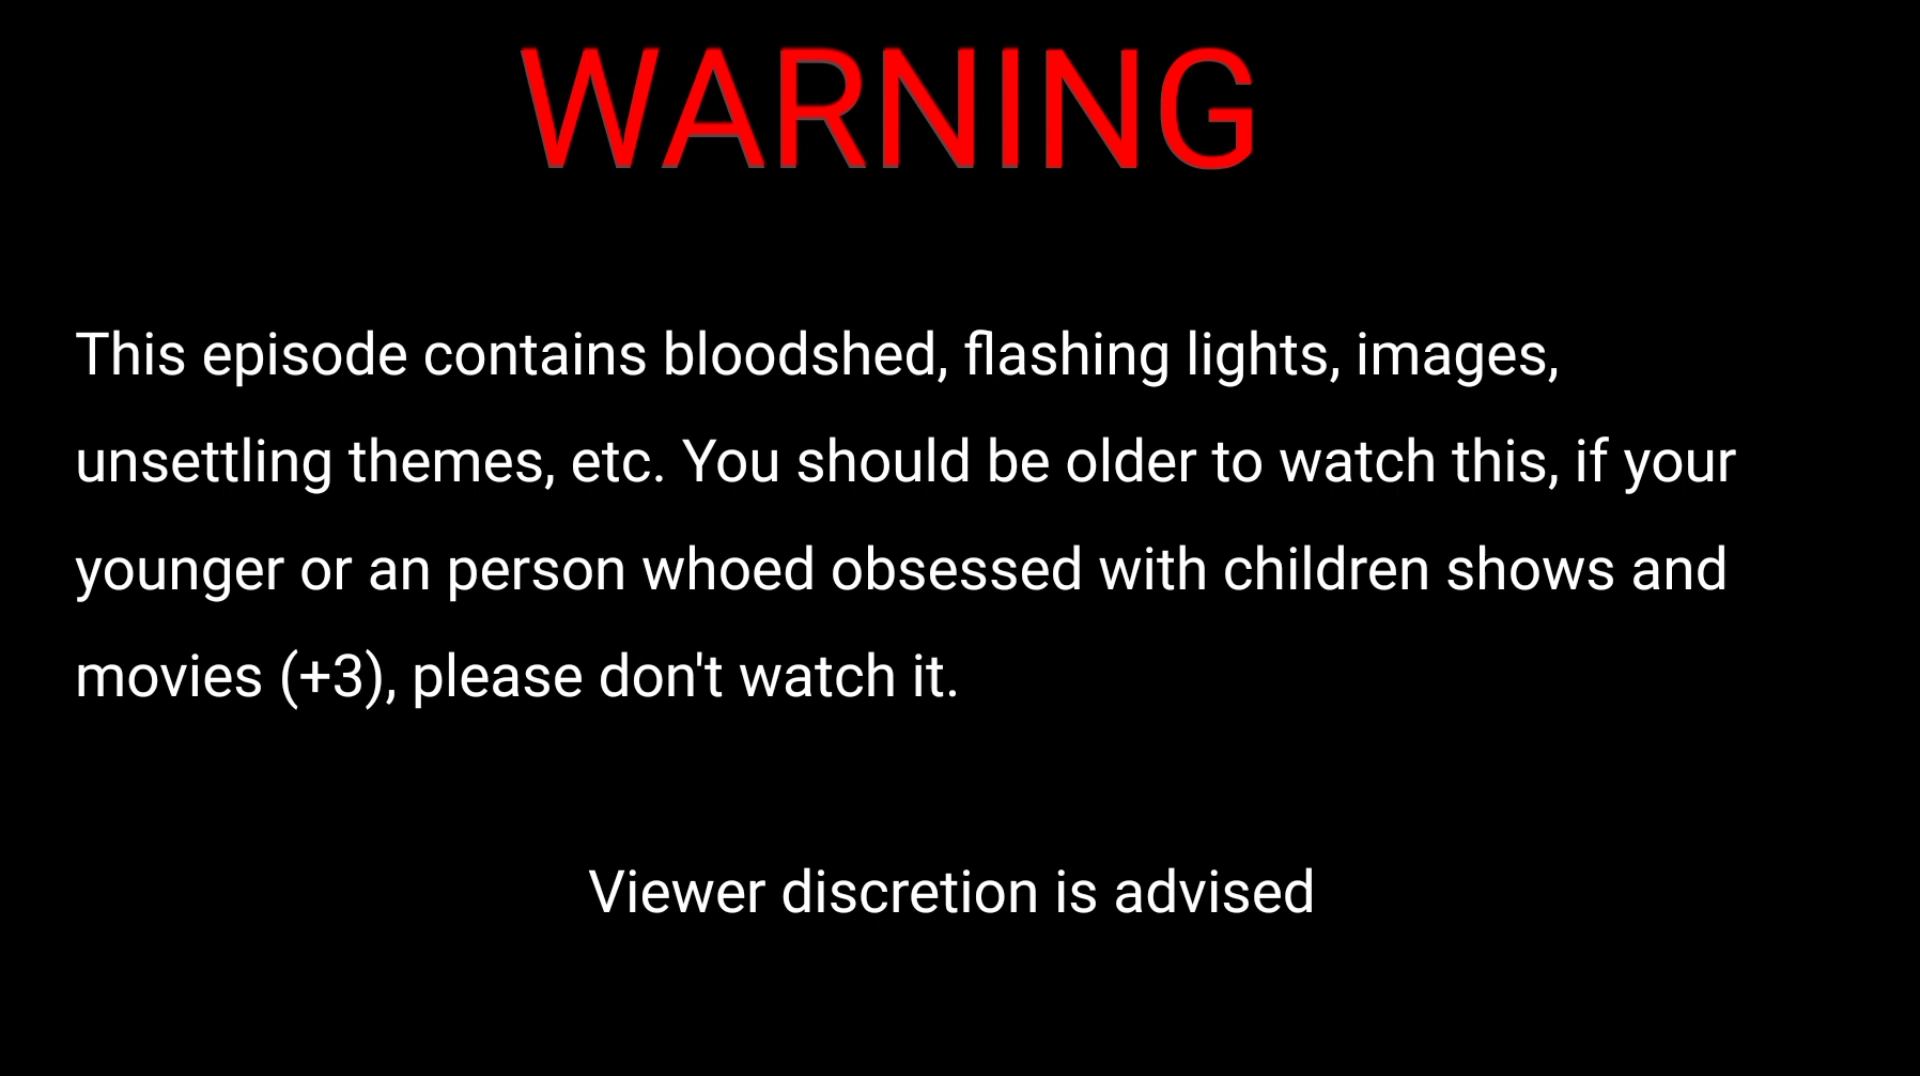 WARNING
This episode contains bloodshed, flashing lights, images,
unsettling themes, etc. You should be older to watch this, if your
younger or an person whoed obsessed with children shows and
movies (+3), please don't watch it.
Viewer discretion is advised